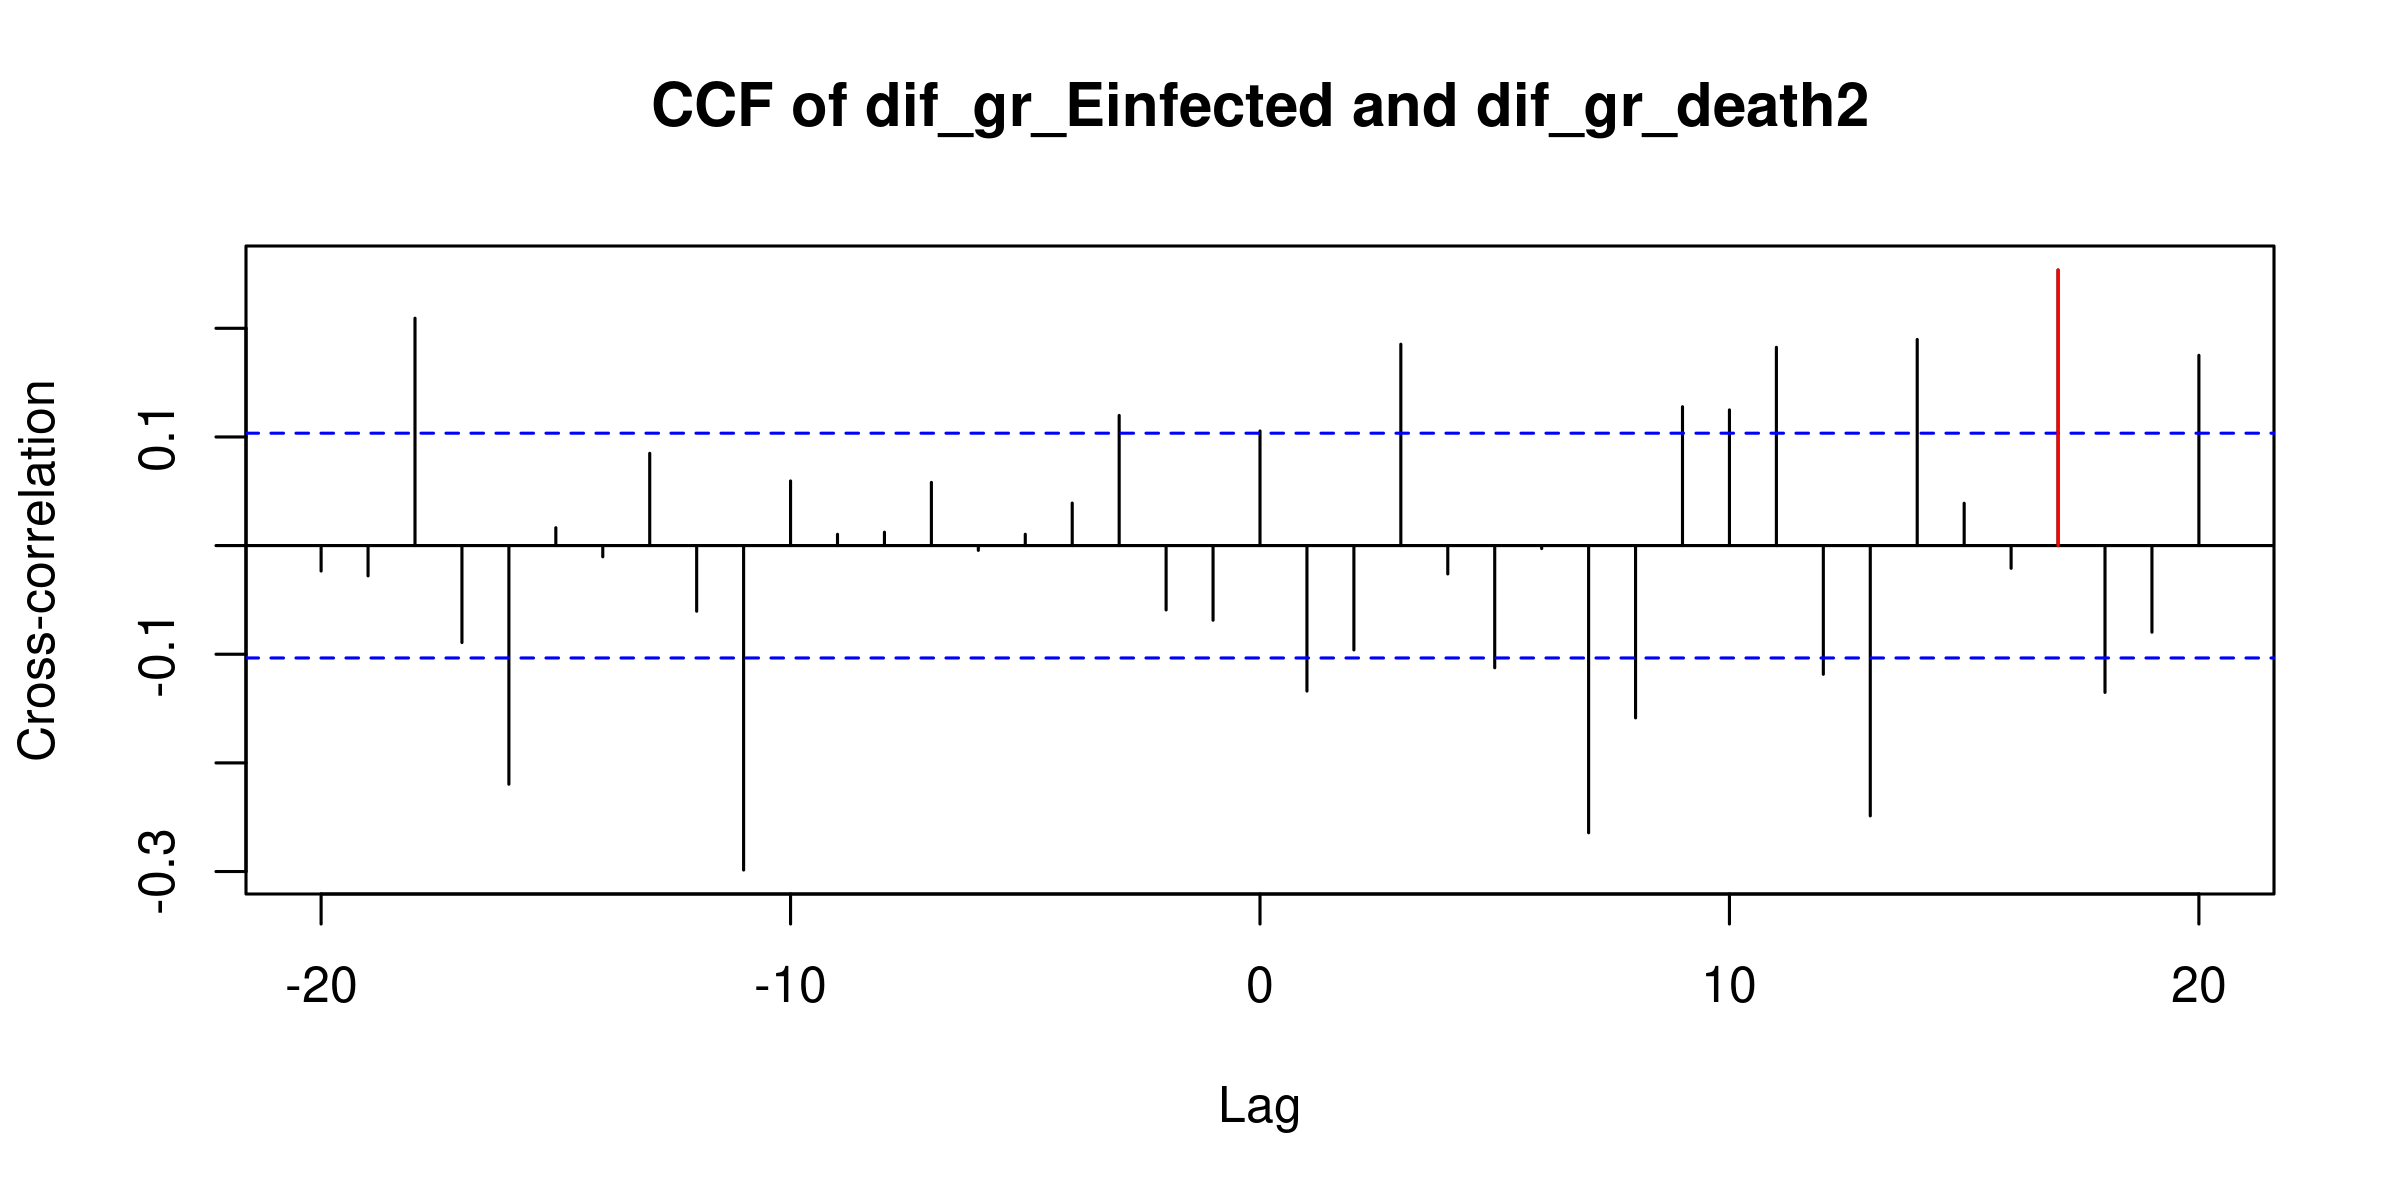 CCF of dif_gr_Einfected and dif_gr_death2
Cross-correlation
0.1
-0.1
-0.3
-20
-10
0
10
20
Lag